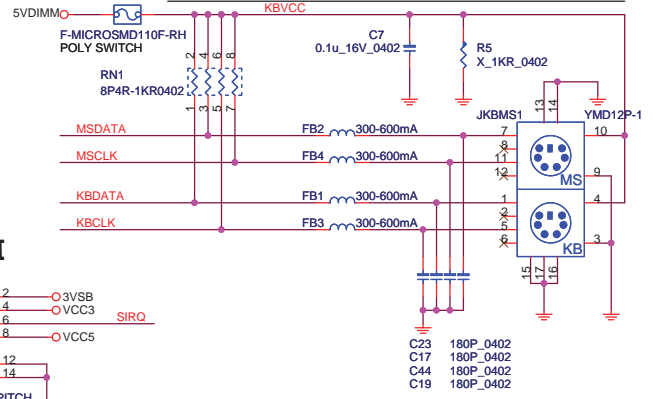 5VDIMM
KBVCC
F-MICROSMD110F-RH
POLY SWITCH
C7
0.1u_16V_0402
R5
X_1KR_0402
RN1
8P4R-1KR0402
2
4
6
8
1
3
5
7
JKBMS1
YMD12P-1
13
14
MSDATA
FB2
300-600mA
7
10
8
MSCLK
FB4
300-600mA
11
12
9
MS
KBDATA
FB1
300-600mA
1
4
2
KBCLK
FB3
300-600mA
5
6
3
KB
15
17
16
2
3VSB
4
VCC3
6
SIRQ
8
VCC5
12
14
C23 180P_0402
C17 180P_0402
C44 180P_0402
C19 180P_0402